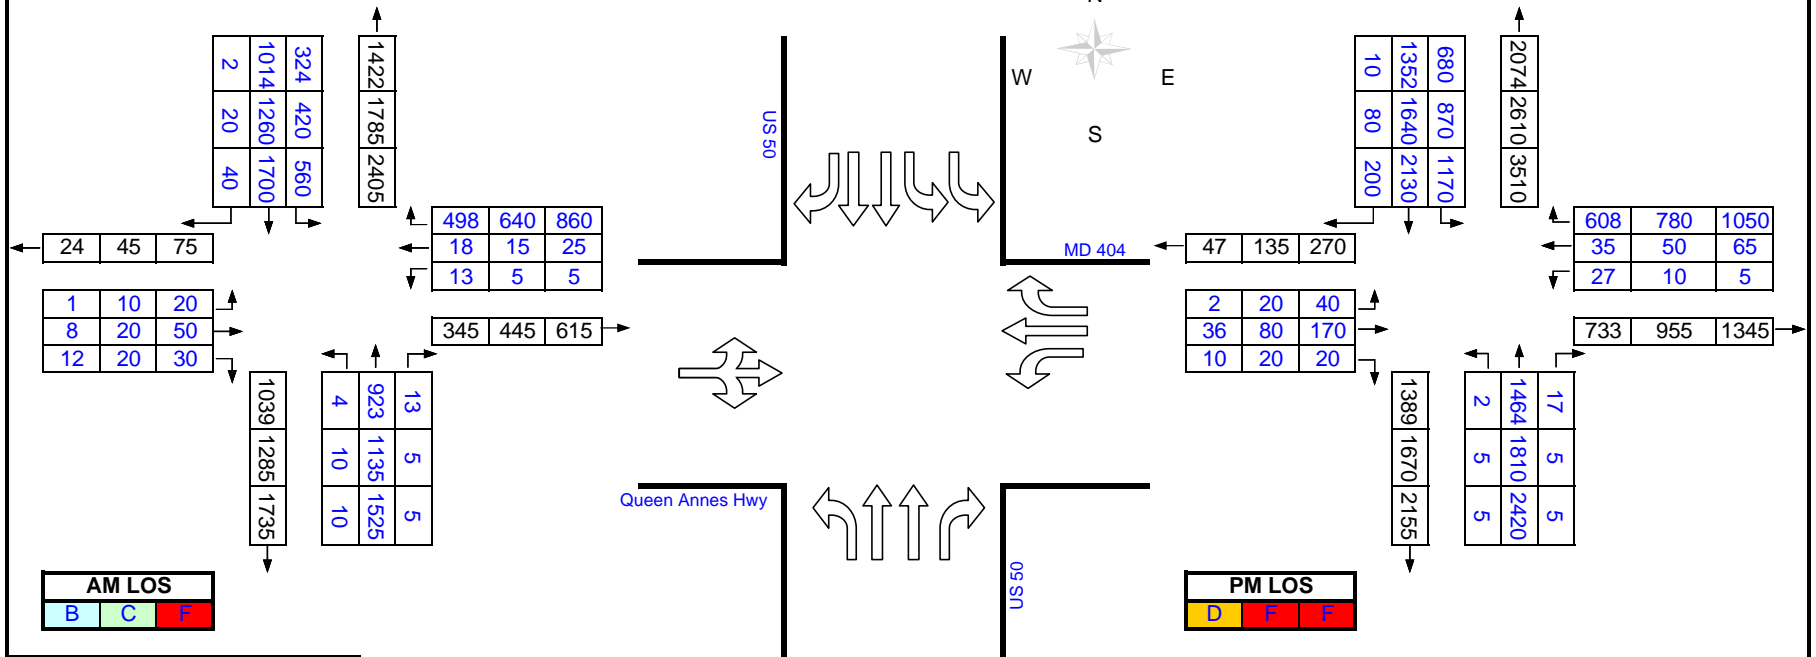 N
W E
S
2 1014 324
20 1260 420
40 1700 560
1422 1785 2405
498 640 860
18 15 25
13 5 5
24 45 75
1 10 20
8 20 50
12 20 30
345 445 615
1039 1285 1735
4 923 13
10 1135 5
10 1525 5
AM LOS
B C F
US 50
MD 404
Queen Annes Hwy
US 50
10 1352 680
80 1640 870
200 2130 1170
2074 2610 3510
608 780 1050
35 50 65
27 10 5
47 135 270
2 20 40
36 80 170
10 20 20
733 955 1345
1389 1670 2155
2 1464 17
5 1810 5
5 2420 5
PM LOS
D F F